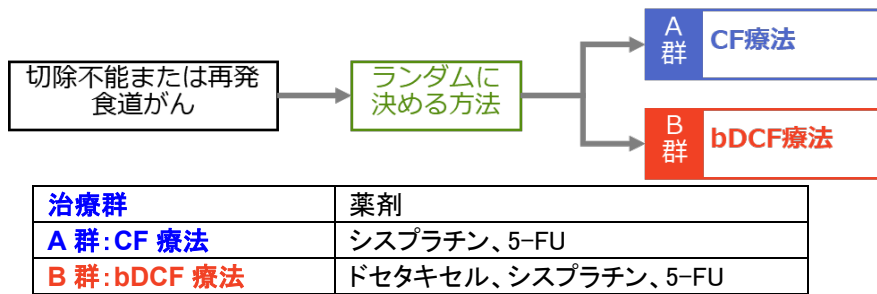 切除不能または再発
食道がん
ランダムに
決める方法
A
群
CF療法
B
群
bDCF療法
治療群 薬剤
A 群:CF 療法 シスプラチン、5-FU
B 群:bDCF 療法 ドセタキセル、シスプラチン、5-FU